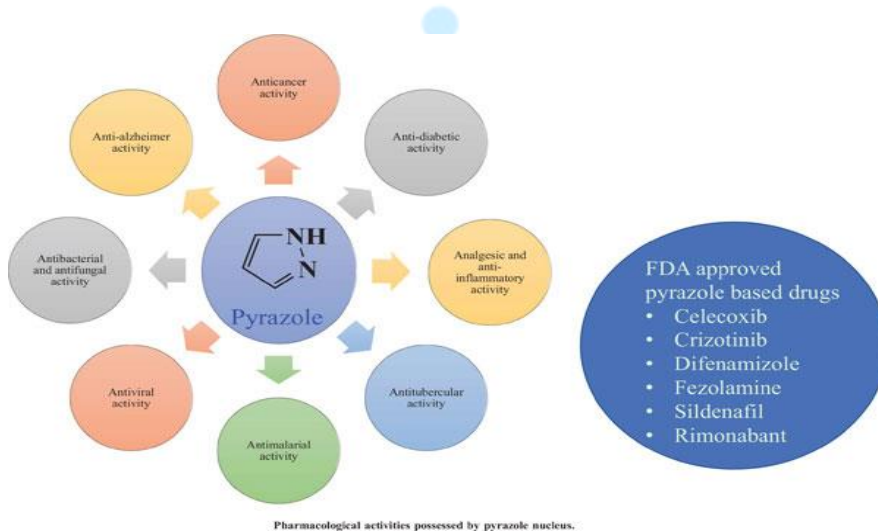 Anticancer
activity
Anti-alzheimer
activity
Anti-diabetic
activity
Antibacterial
and antifungal
activity
NH
N
Pyrazole
Analgesic and
anti-
inflammatory
activity
Antiviral
activity
Antitubercular
activity
Antimalarial
activity
FDA approved
pyrazole based drugs
• Celecoxib
• Crizotinib
• Difenamizole
• Fezolamine
• Sildenafil
• Rimonabant
Pharmacological activities possessed by pyrazole nucleus.